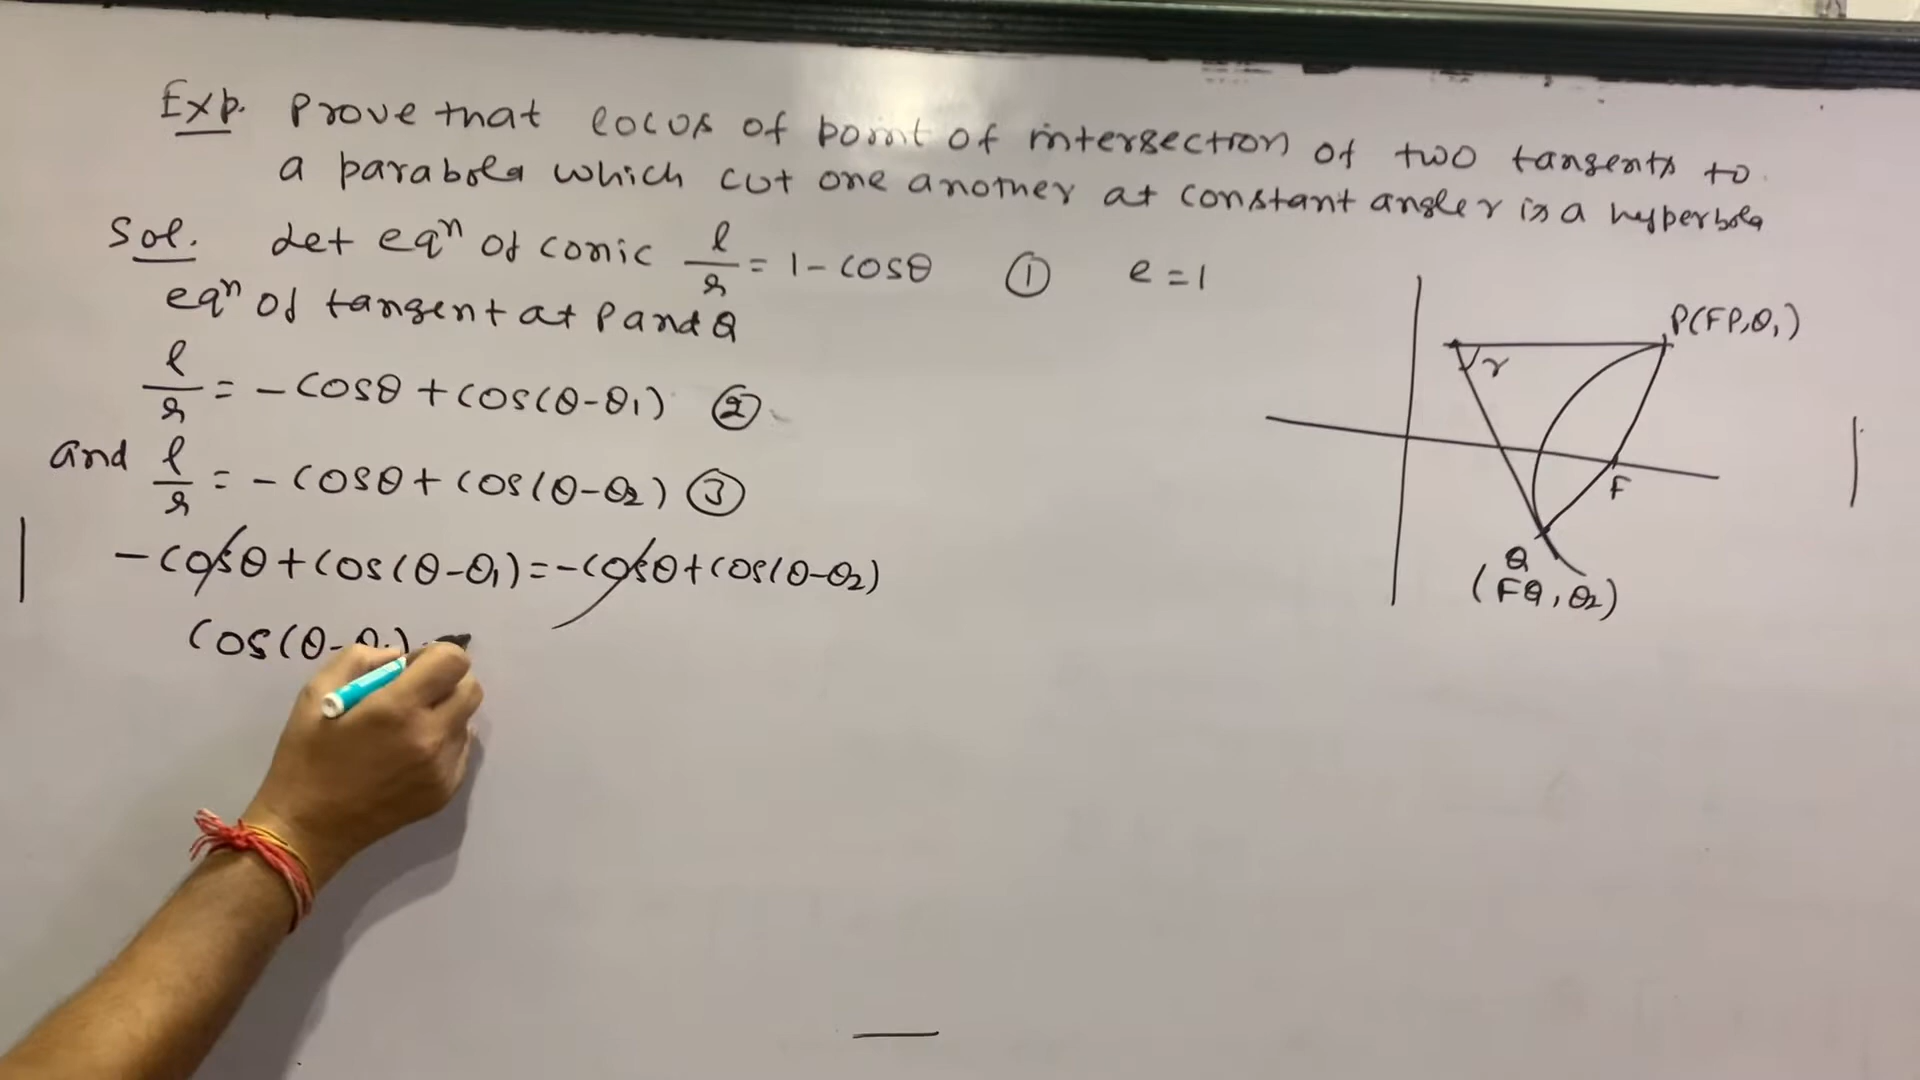 Exp. Prove that locus of point of intersection of two tangents to
a parabola which cut one another at constant angle γ is a hyperbola
Sol. Let eqⁿ of conic l/r = 1 - cosθ ① e = 1
eqⁿ of tangent at P and Q
l/r = - cosθ + cos(θ-θ₁) ②
and l/r = - cosθ + cos(θ-θ₂) ③
- cosθ + cos(θ-θ₁) = - cosθ + cos(θ-θ₂)
cos(θ-
P(FP,θ₁)
γ
F
Q
(FQ, θ₂)